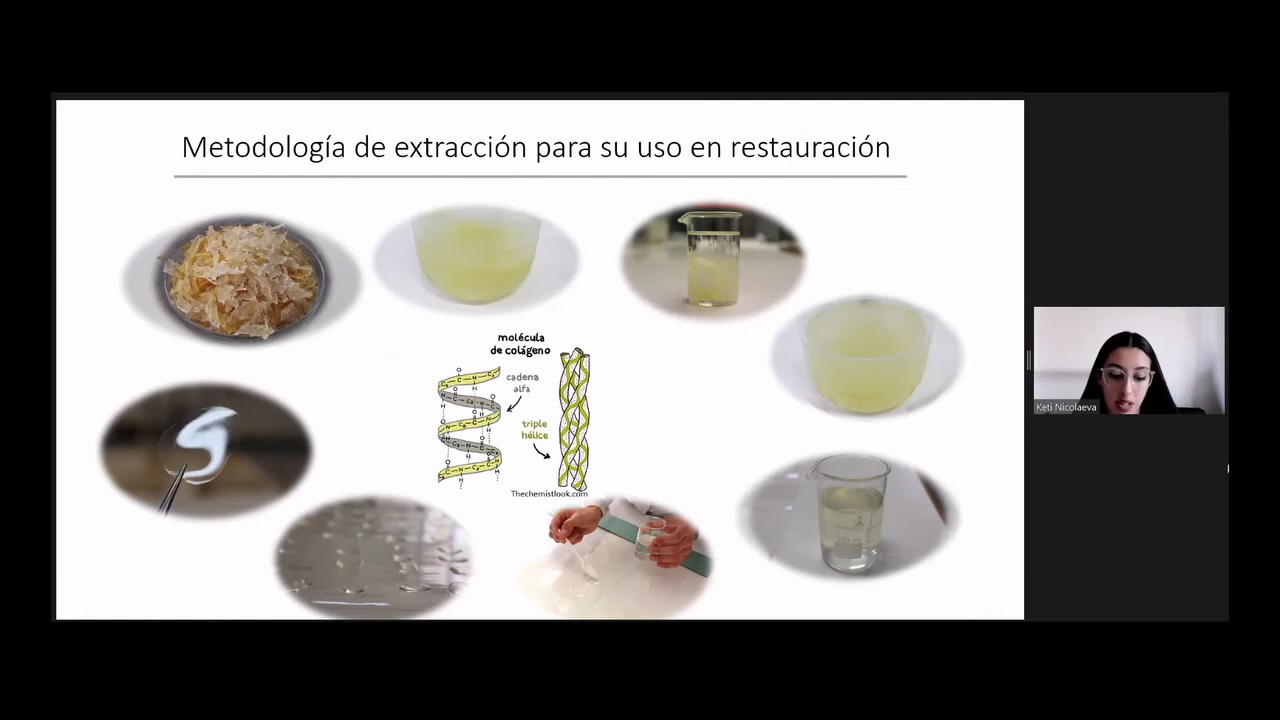 Metodología de extracción para su uso en restauración
molécula
de colágeno
cadena
alfa
triple
hélice
Thechemistlook.com
Keti Nicolaeva